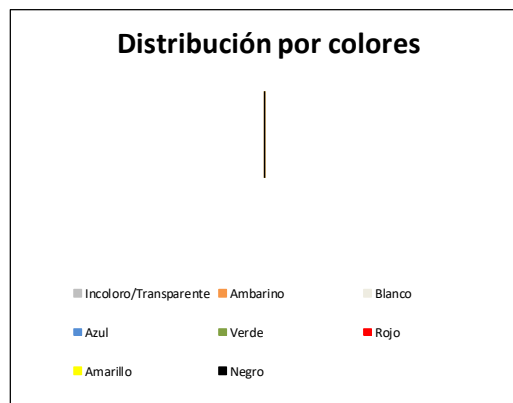 Distribución por colores
Incoloro/Transparente Ambarino Blanco
Azul Verde Rojo
Amarillo Negro